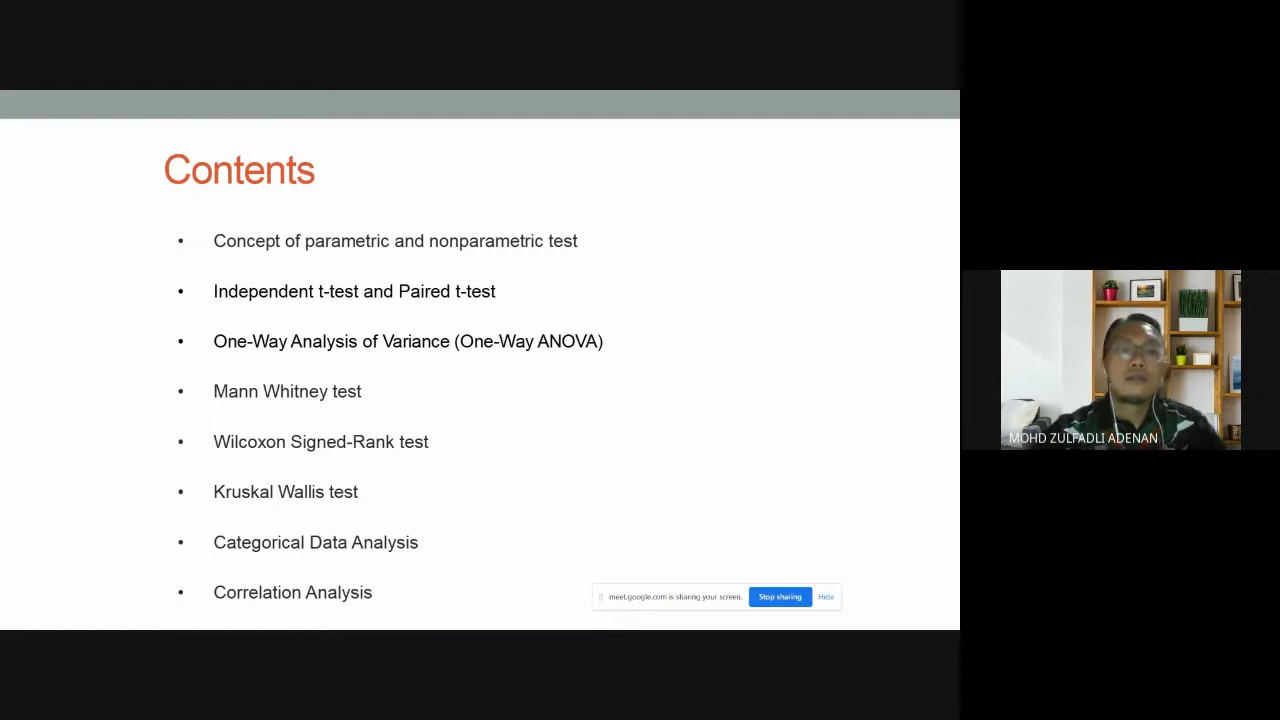 Contents
• Concept of parametric and nonparametric test
• Independent t-test and Paired t-test
• One-Way Analysis of Variance (One-Way ANOVA)
• Mann Whitney test
• Wilcoxon Signed-Rank test
• Kruskal Wallis test
• Categorical Data Analysis
• Correlation Analysis
meet.google.com is sharing your screen. Stop sharing Hide
MOHD ZULFADLI ADENAN